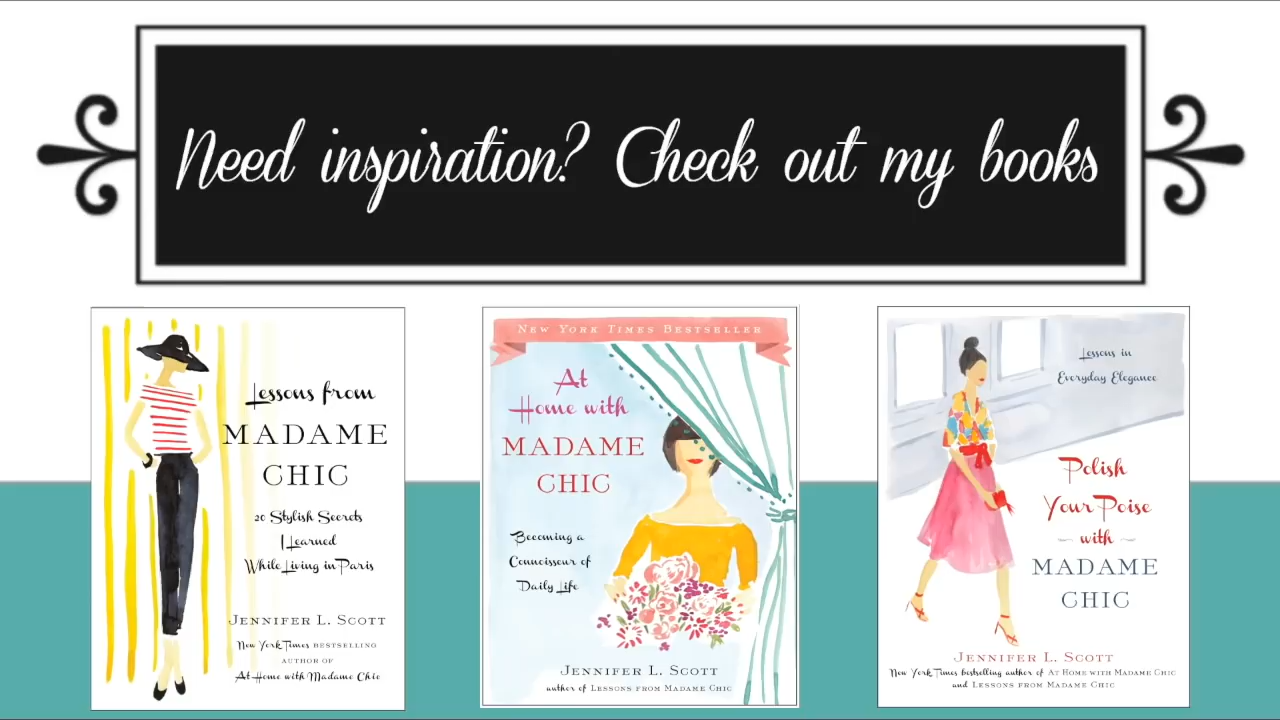 Need inspiration? Check out my books
Lessons from
MADAME
CHIC
20 Stylish Secrets
I Learned
While Living in Paris
JENNIFER L. SCOTT
New York Times BESTSELLING
AUTHOR OF
At Home with Madame Chic
NEW YORK TIMES BESTSELLER
At
Home with
MADAME
CHIC
Becoming a
Connoisseur of
Daily Life
JENNIFER L. SCOTT
author of LESSONS FROM MADAME CHIC
Lessons in
Everyday Elegance
Polish
Your Poise
with
MADAME
CHIC
JENNIFER L. SCOTT
New York Times bestselling author of AT HOME WITH MADAME CHIC
and LESSONS FROM MADAME CHIC